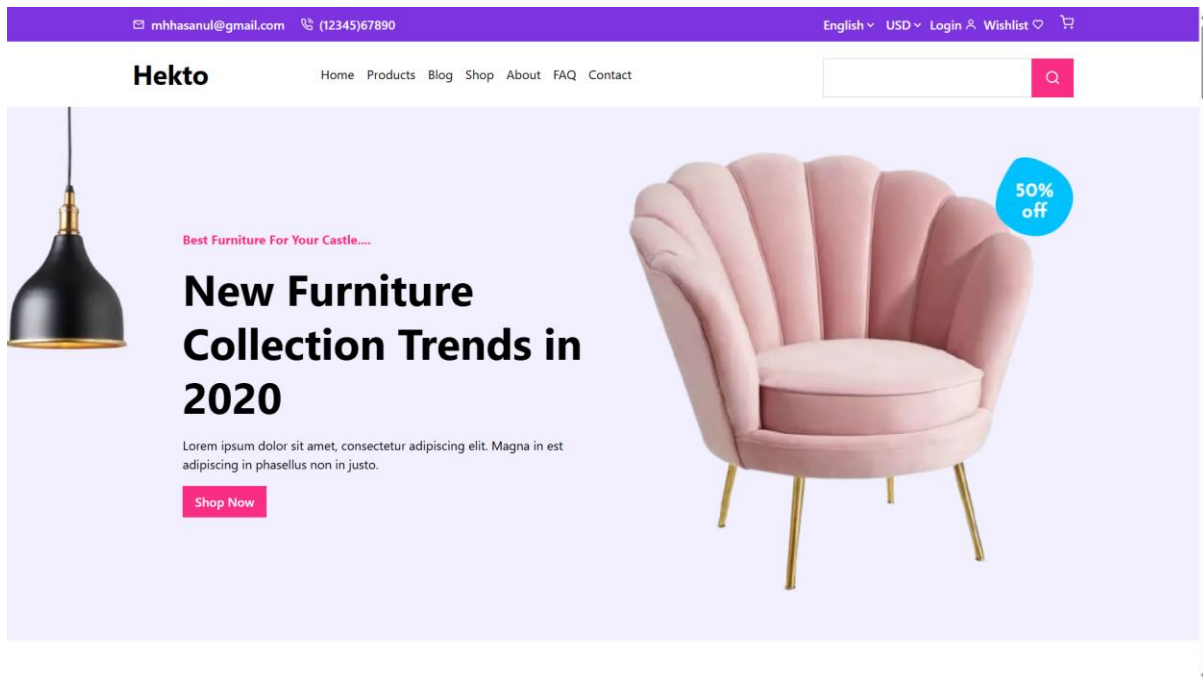 mhhasanul@gmail.com (12345)67890 English USD Login Wishlist
Hekto Home Products Blog Shop About FAQ Contact
50%
off
Best Furniture For Your Castle....
New Furniture
Collection Trends in
2020
Lorem ipsum dolor sit amet, consectetur adipiscing elit. Magna in est
adipiscing in phasellus non in justo.
Shop Now